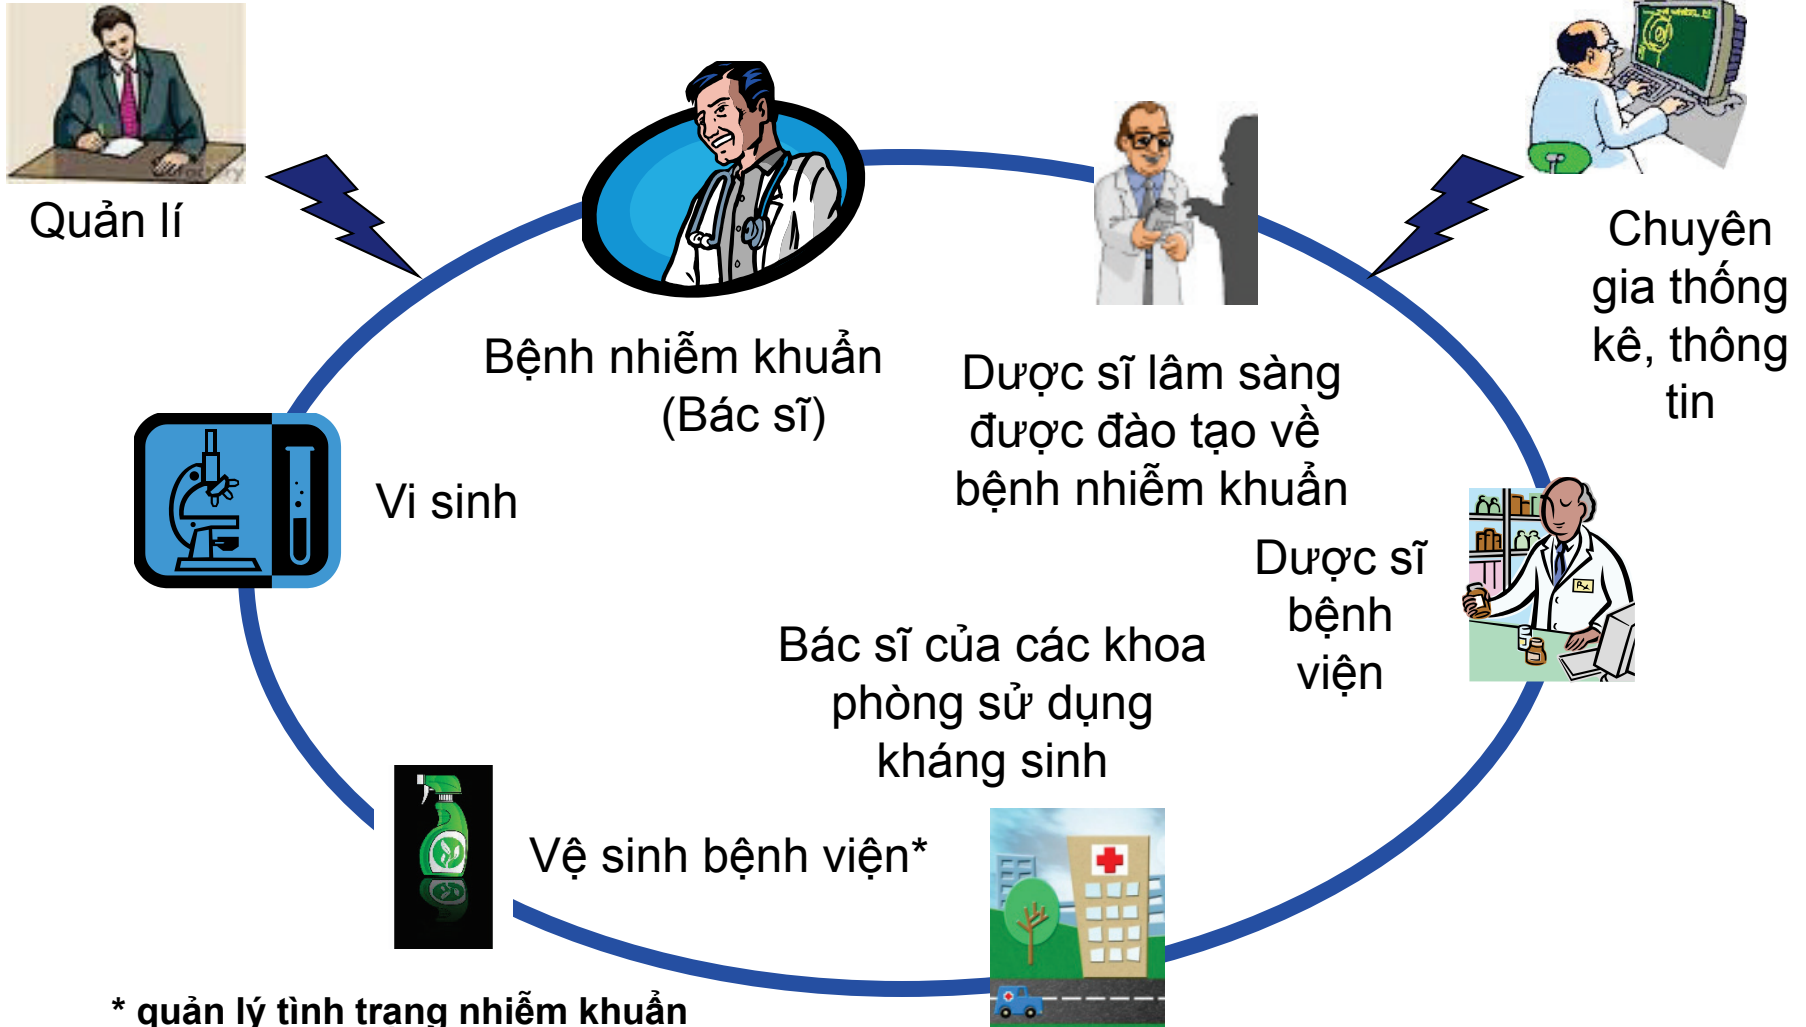 Quản lí
Chuyên
gia thống
kê, thông
tin
Bệnh nhiễm khuẩn
(Bác sĩ)
Dược sĩ lâm sàng
được đào tạo về
bệnh nhiễm khuẩn
Vi sinh
Dược sĩ
bệnh
viện
Bác sĩ của các khoa
phòng sử dụng
kháng sinh
Vệ sinh bệnh viện*
* quản lý tình trạng nhiễm khuẩn